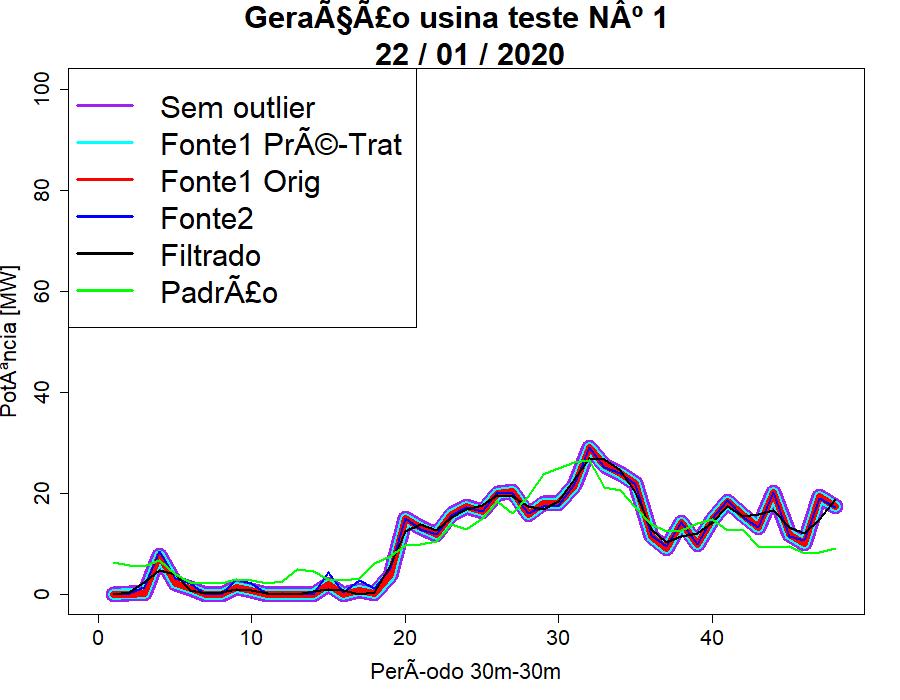 GeraÃ§Ã£o usina teste NÂº 1
22 / 01 / 2020
Sem outlier
Fonte1 PrÃ©-Trat
Fonte1 Orig
Fonte2
Filtrado
PadrÃ£o
PotÃªncia [MW]
100
80
60
40
20
0
0 10 20 30 40
PerÃ-odo 30m-30m